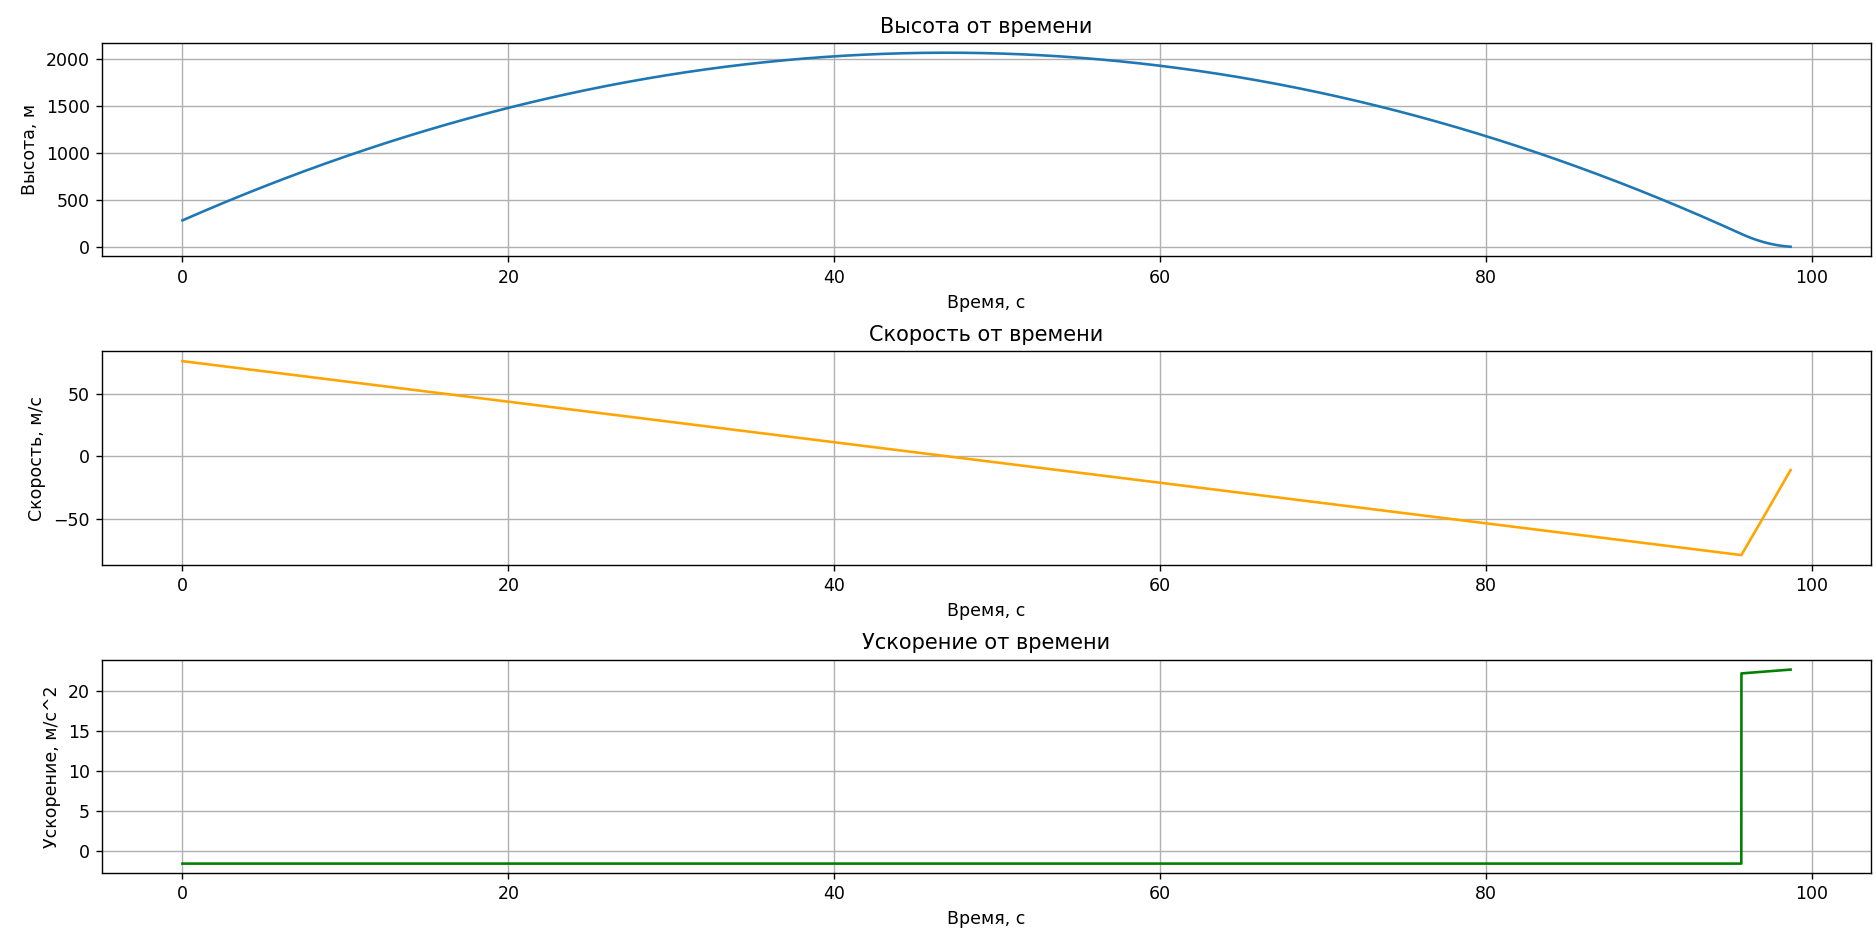 Высота от времени
2000
1500
1000
500
0
Высота, м
0 20 40 60 80 100
Время, с
Скорость от времени
50
0
−50
Скорость, м/с
0 20 40 60 80 100
Время, с
Ускорение от времени
20
15
10
5
0
Ускорение, м/с^2
0 20 40 60 80 100
Время, с